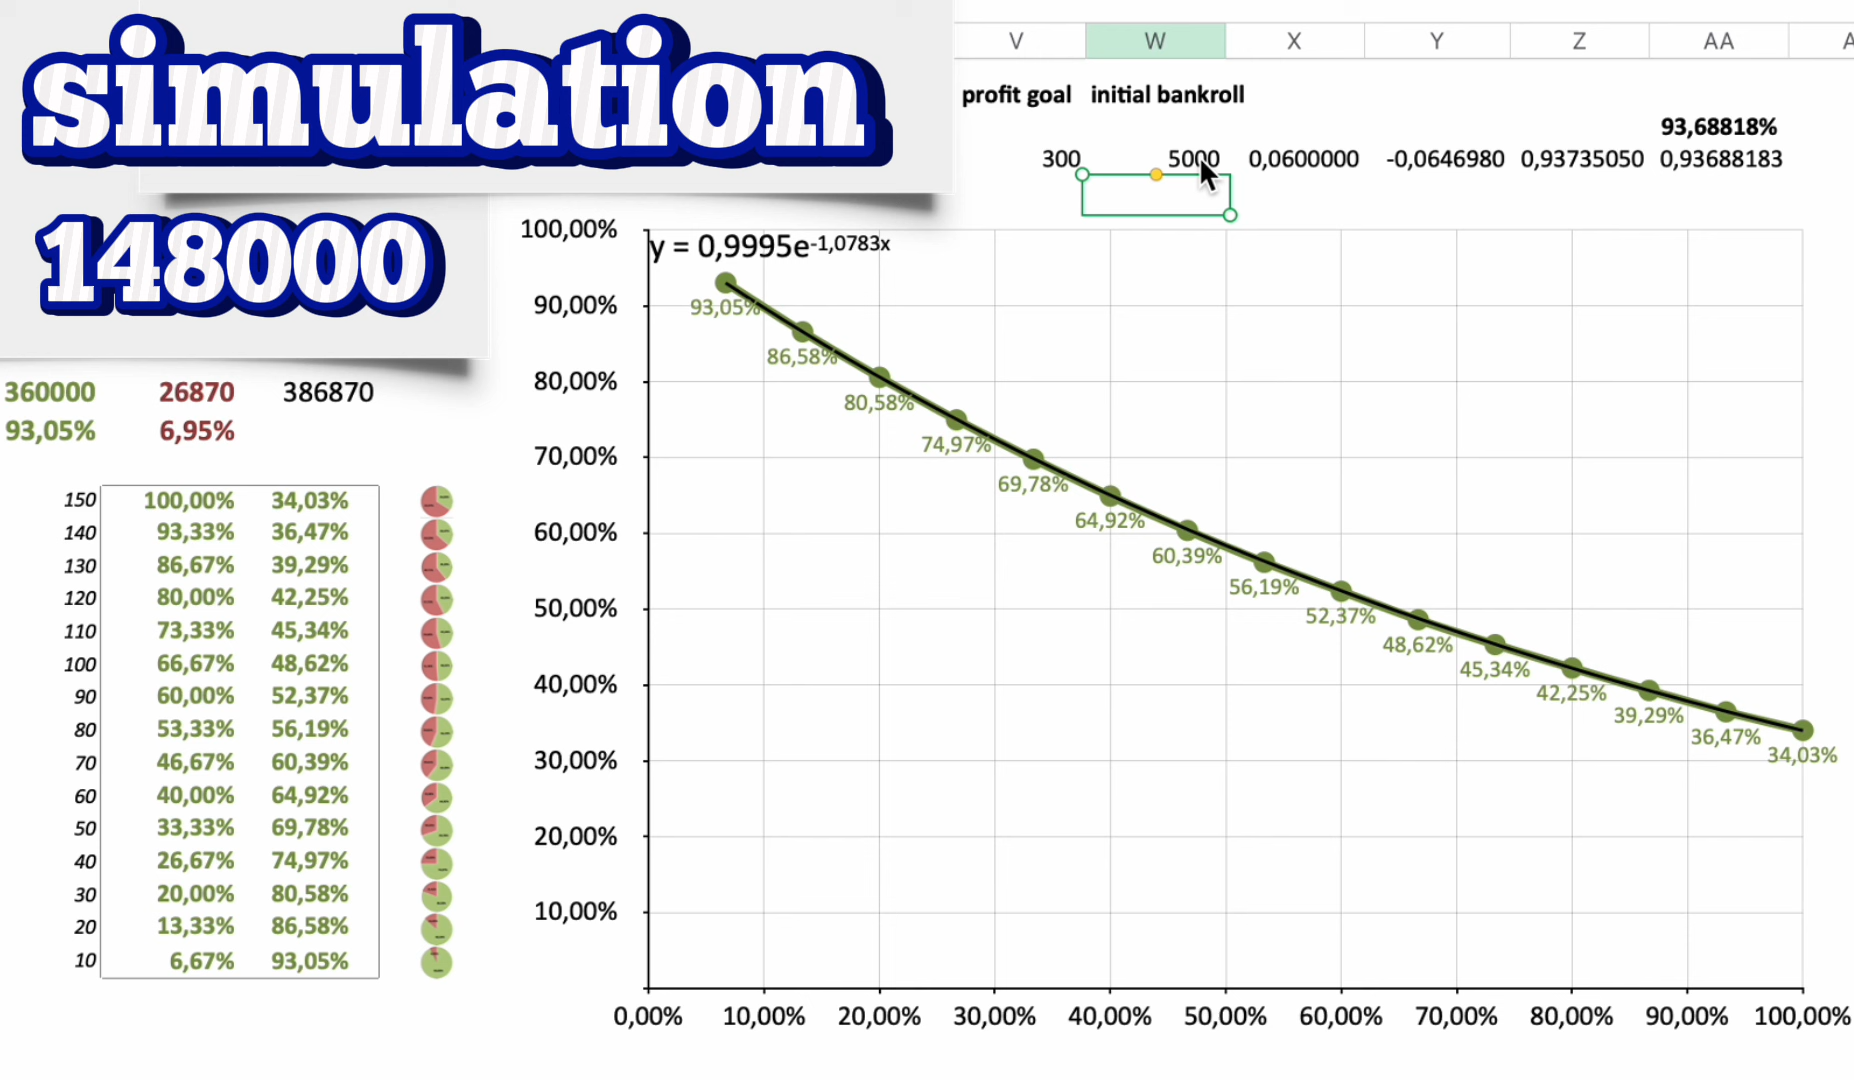 simulation
148000
V W X Y Z AA
profit goal initial bankroll
93,68818%
300 5000 0,0600000 -0,0646980 0,93735050 0,93688183
360000 26870 386870
93,05% 6,95%
150 100,00% 34,03%
140 93,33% 36,47%
130 86,67% 39,29%
120 80,00% 42,25%
110 73,33% 45,34%
100 66,67% 48,62%
90 60,00% 52,37%
80 53,33% 56,19%
70 46,67% 60,39%
60 40,00% 64,92%
50 33,33% 69,78%
40 26,67% 74,97%
30 20,00% 80,58%
20 13,33% 86,58%
10 6,67% 93,05%
y = 0,9995e-1,0783x
100,00%
90,00%
80,00%
70,00%
60,00%
50,00%
40,00%
30,00%
20,00%
10,00%
93,05%
86,58%
80,58%
74,97%
69,78%
64,92%
60,39%
56,19%
52,37%
48,62%
45,34%
42,25%
39,29%
36,47%
34,03%
0,00% 10,00% 20,00% 30,00% 40,00% 50,00% 60,00% 70,00% 80,00% 90,00% 100,00%